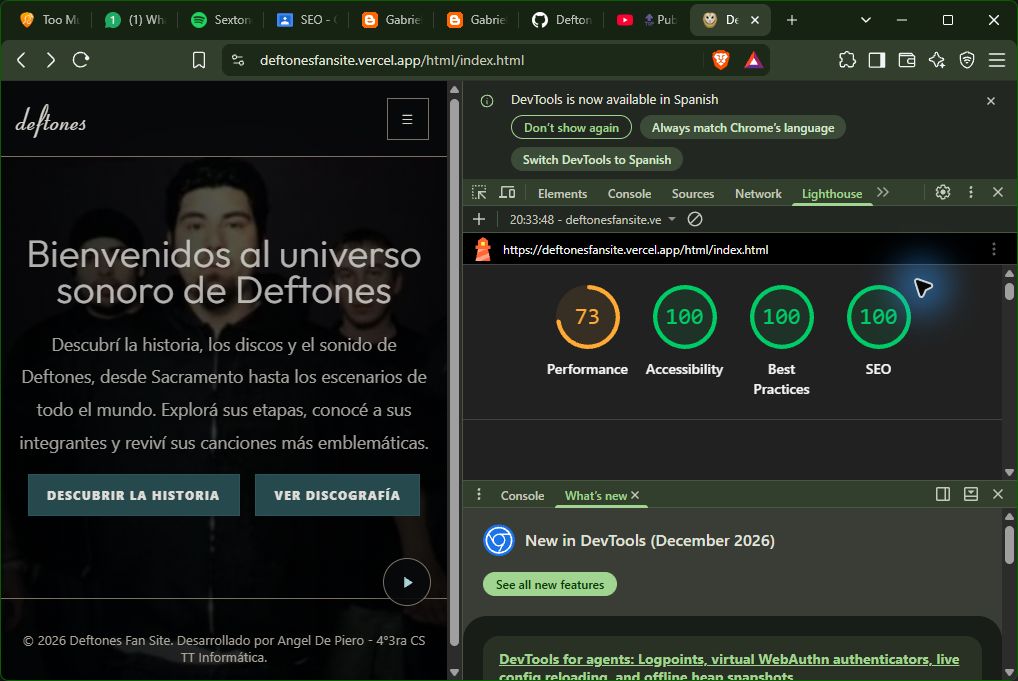 Too M
1 (1) Wh
Sexton
SEO -
Gabrie
Gabrie
Defton
Pub
De
deftonesfansite.vercel.app/html/index.html
deftones
Bienvenidos al universo
sonoro de Deftones
Descubrí la historia, los discos y el sonido de
Deftones, desde Sacramento hasta los escenarios de
todo el mundo. Explorá sus etapas, conocé a sus
integrantes y reviví sus canciones más emblemáticas.
DESCUBRIR LA HISTORIA
VER DISCOGRAFÍA
© 2026 Deftones Fan Site. Desarrollado por Angel De Piero - 4°3ra CS
TT Informática.
DevTools is now available in Spanish
Don't show again
Always match Chrome's language
Switch DevTools to Spanish
Elements Console Sources Network Lighthouse
20:33:48 - deftonesfansite.ve
https://deftonesfansite.vercel.app/html/index.html
73 100 100 100
Performance Accessibility Best SEO
Practices
Console What's new
New in DevTools (December 2026)
See all new features
DevTools for agents: Logpoints, virtual WebAuthn authenticators, live
config reloading, and offline heap snapshots